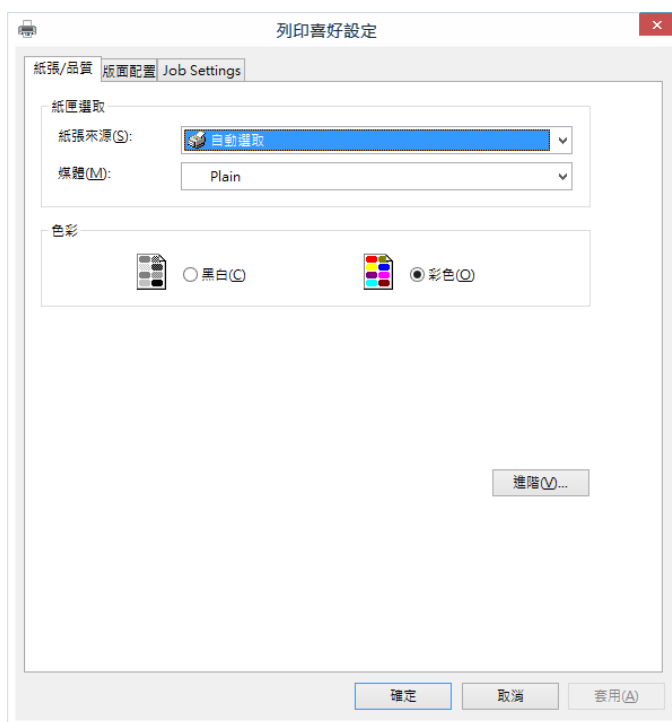 列印喜好設定
紙張/品質 版面配置 Job Settings
紙匣選取
紙張來源(S): 自動選取
媒體(M): Plain
色彩
黑白(C) 彩色(O)
進階(V)...
確定 取消 套用(A)